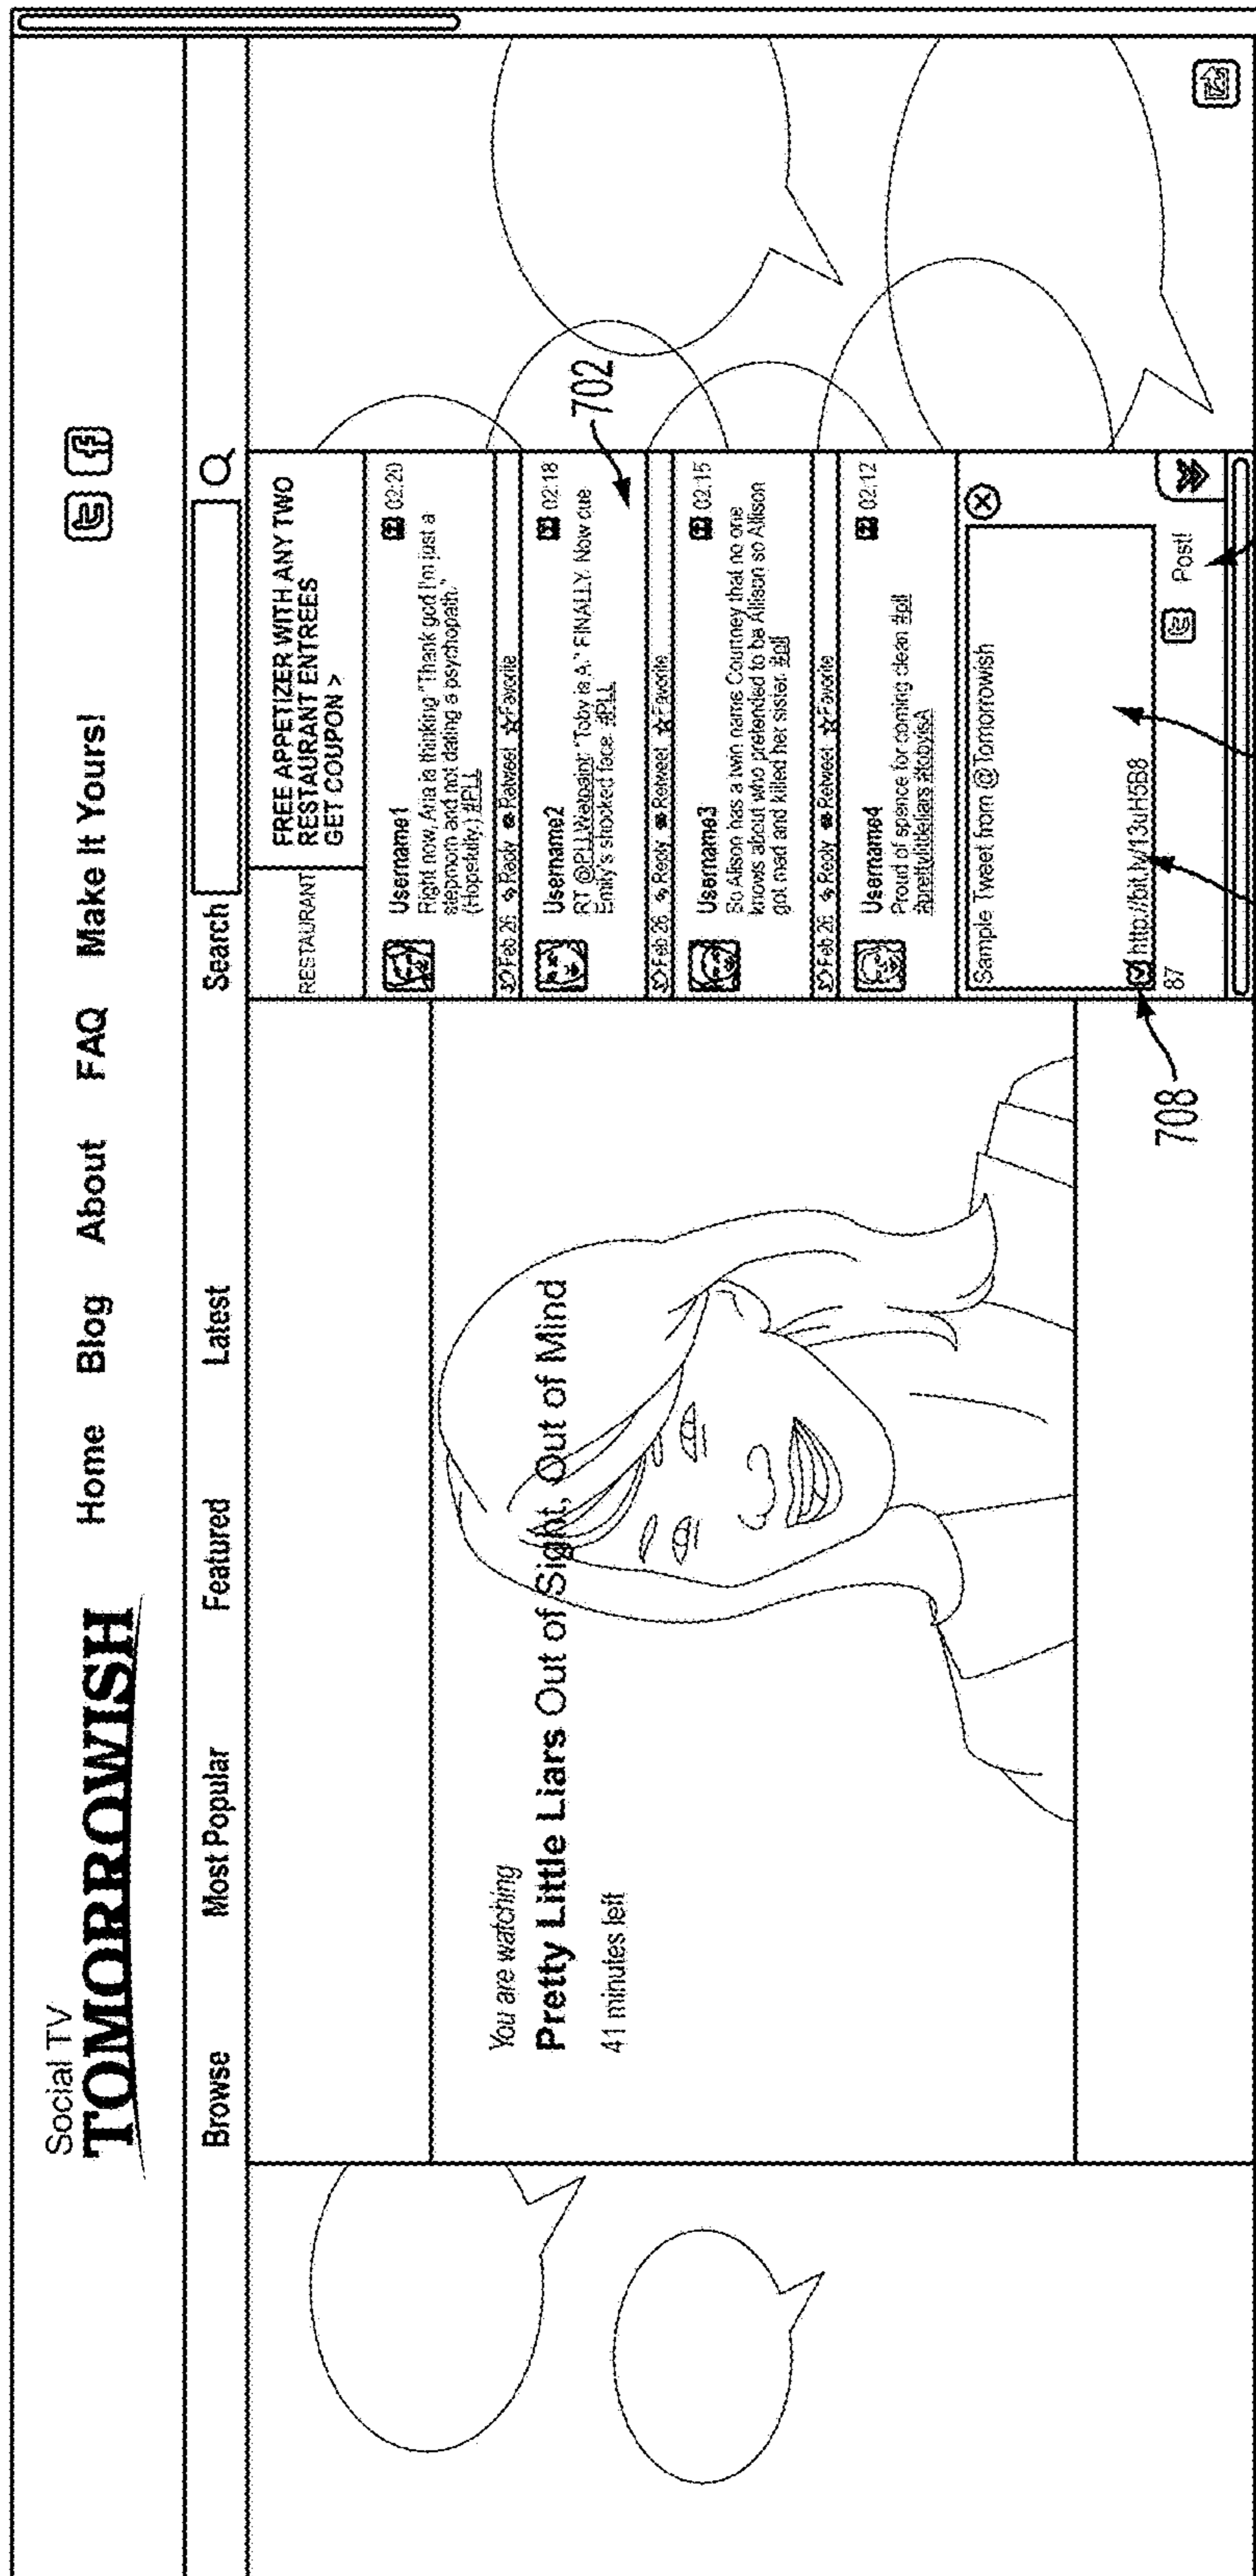 Social TV
TOMORROWISH
Home Blog About FAQ Make It Yours!
Browse Most Popular Featured Latest Search
You are watching
Pretty Little Liars Out of Sight, Out of Mind
41 minutes left
RESTAURANT
FREE APPETIZER WITH ANY TWO
RESTAURANT ENTREES
GET COUPON >
Username1 02:20
Right now, Aria is thinking "Thank god I'm just a
stepmom and not dating a psychopath."
(Hopefully.) #PLL
Feb 26 Reply Retweet Favorite
Username2 02:18
RT @PLLWetpaint: "Toby is A." FINALLY. Now cue
Emily's shocked face. #PLL
Feb 26 Reply Retweet Favorite
702
Username3 02:15
So Alison has a twin name Courtney that no one
knows about who pretended to be Allison so Allison
got mad and killed her sister. #pll
Feb 26 Reply Retweet Favorite
Username4 02:12
Proud of spence for coming clean #pll
#prettylittleliars #tobyisA
Sample Tweet from @Tomorrowish
http://bit.ly/13uH5B8
87 Post!
708